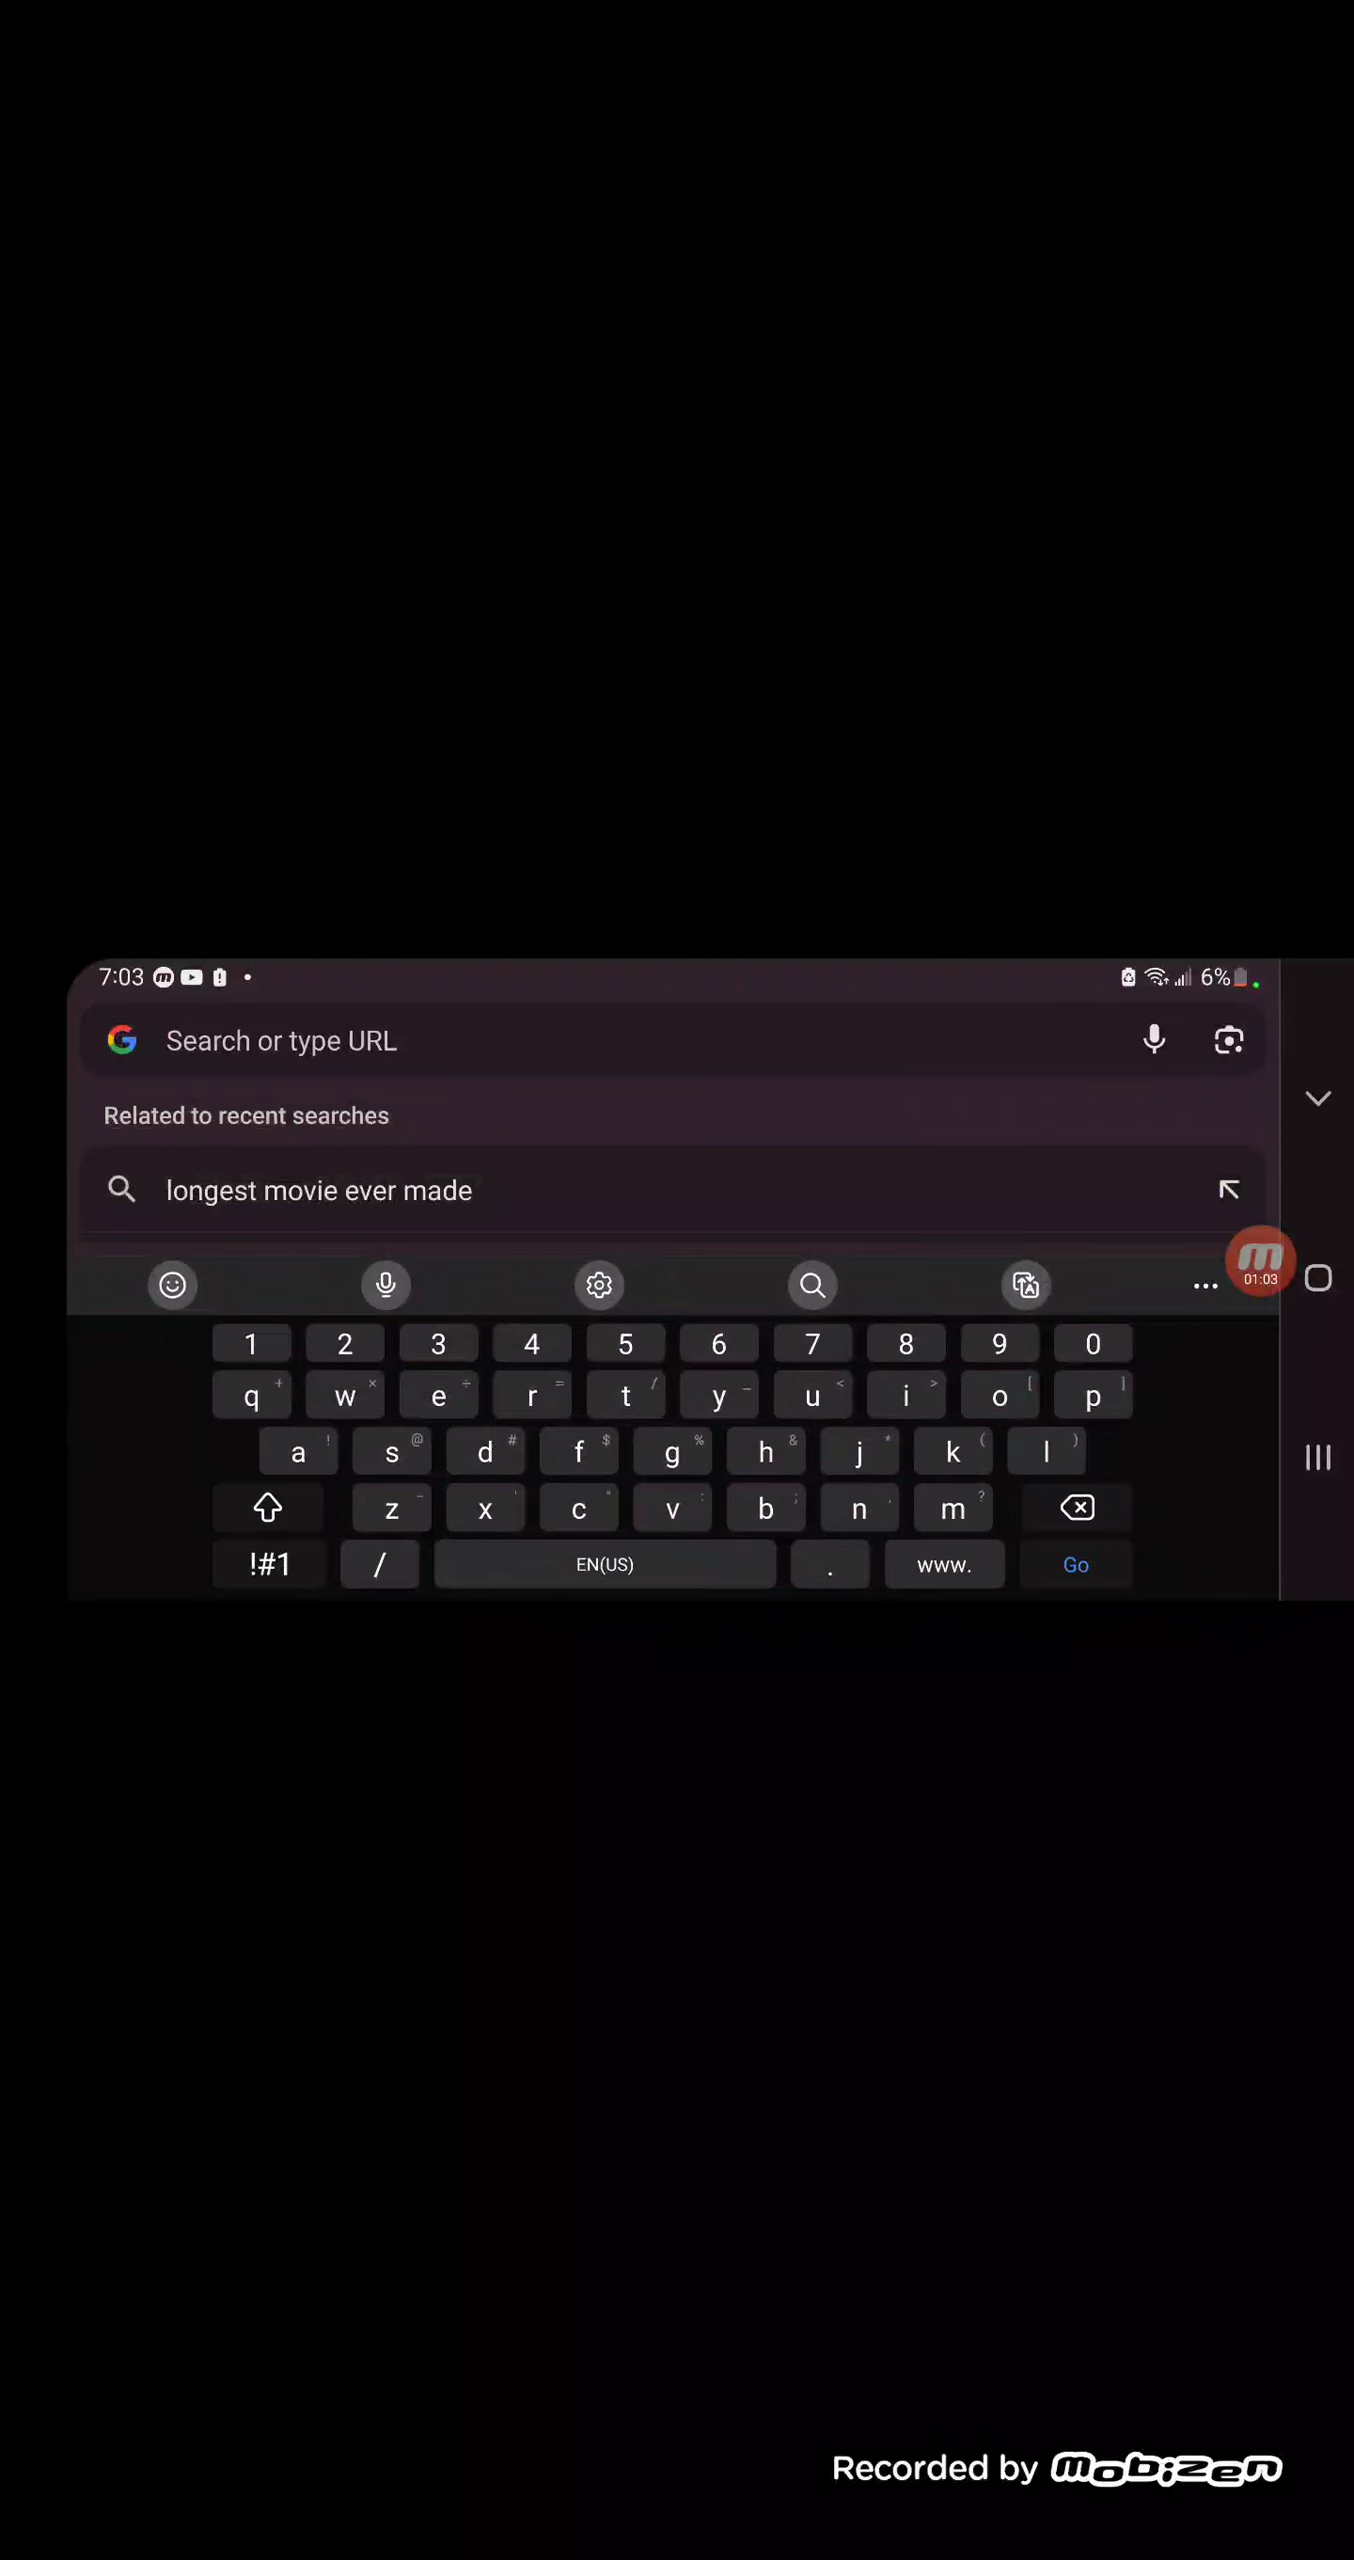 7:03 6%
Search or type URL
Related to recent searches
longest movie ever made
01:03
1 2 3 4 5 6 7 8 9 0
q + w × e ÷ r = t / y _ u < i > o [ p ]
a ! s @ d # f $ g % h & j * k ( l )
z - x ' c " v : b ; n , m ?
!#1 / EN(US) . www. Go
Recorded by mobizen